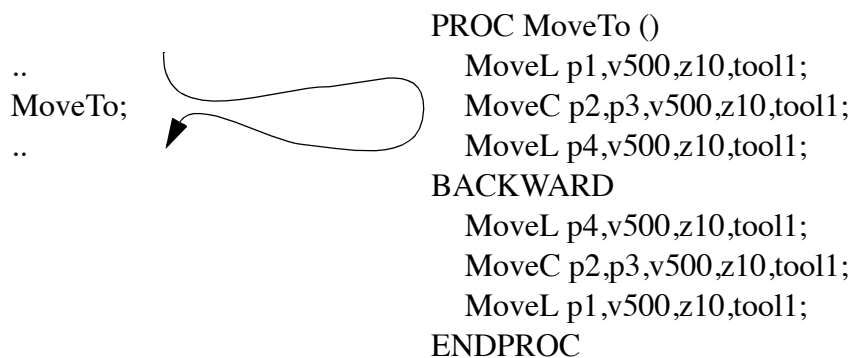 ..
MoveTo;
..
PROC MoveTo ()
MoveL p1,v500,z10,tool1;
MoveC p2,p3,v500,z10,tool1;
MoveL p4,v500,z10,tool1;
BACKWARD
MoveL p4,v500,z10,tool1;
MoveC p2,p3,v500,z10,tool1;
MoveL p1,v500,z10,tool1;
ENDPROC